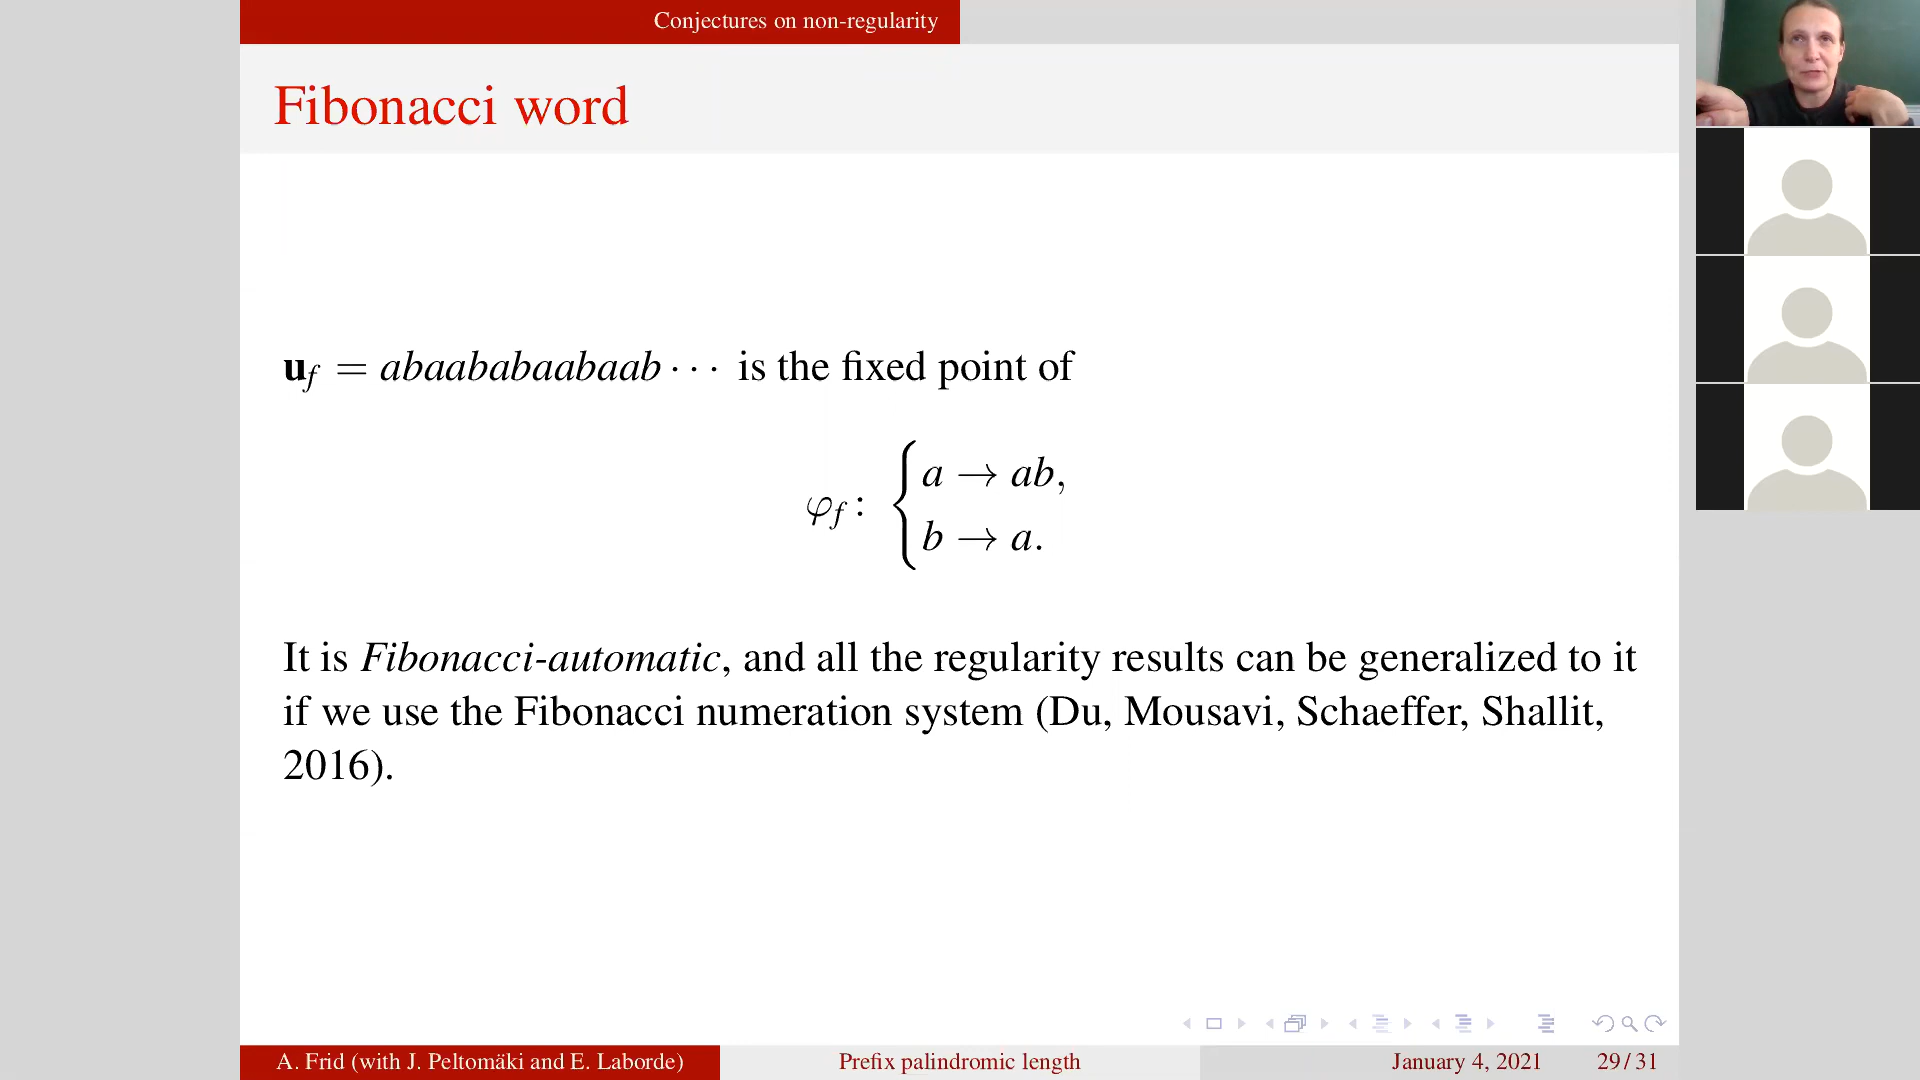 Conjectures on non-regularity
Fibonacci word
u_f = abaababaabaab··· is the fixed point of
φ_f : { a → ab,
b → a.
It is Fibonacci-automatic, and all the regularity results can be generalized to it
if we use the Fibonacci numeration system (Du, Mousavi, Schaeffer, Shallit,
2016).
A. Frid (with J. Peltomäki and E. Laborde) Prefix palindromic length January 4, 2021 29 / 31